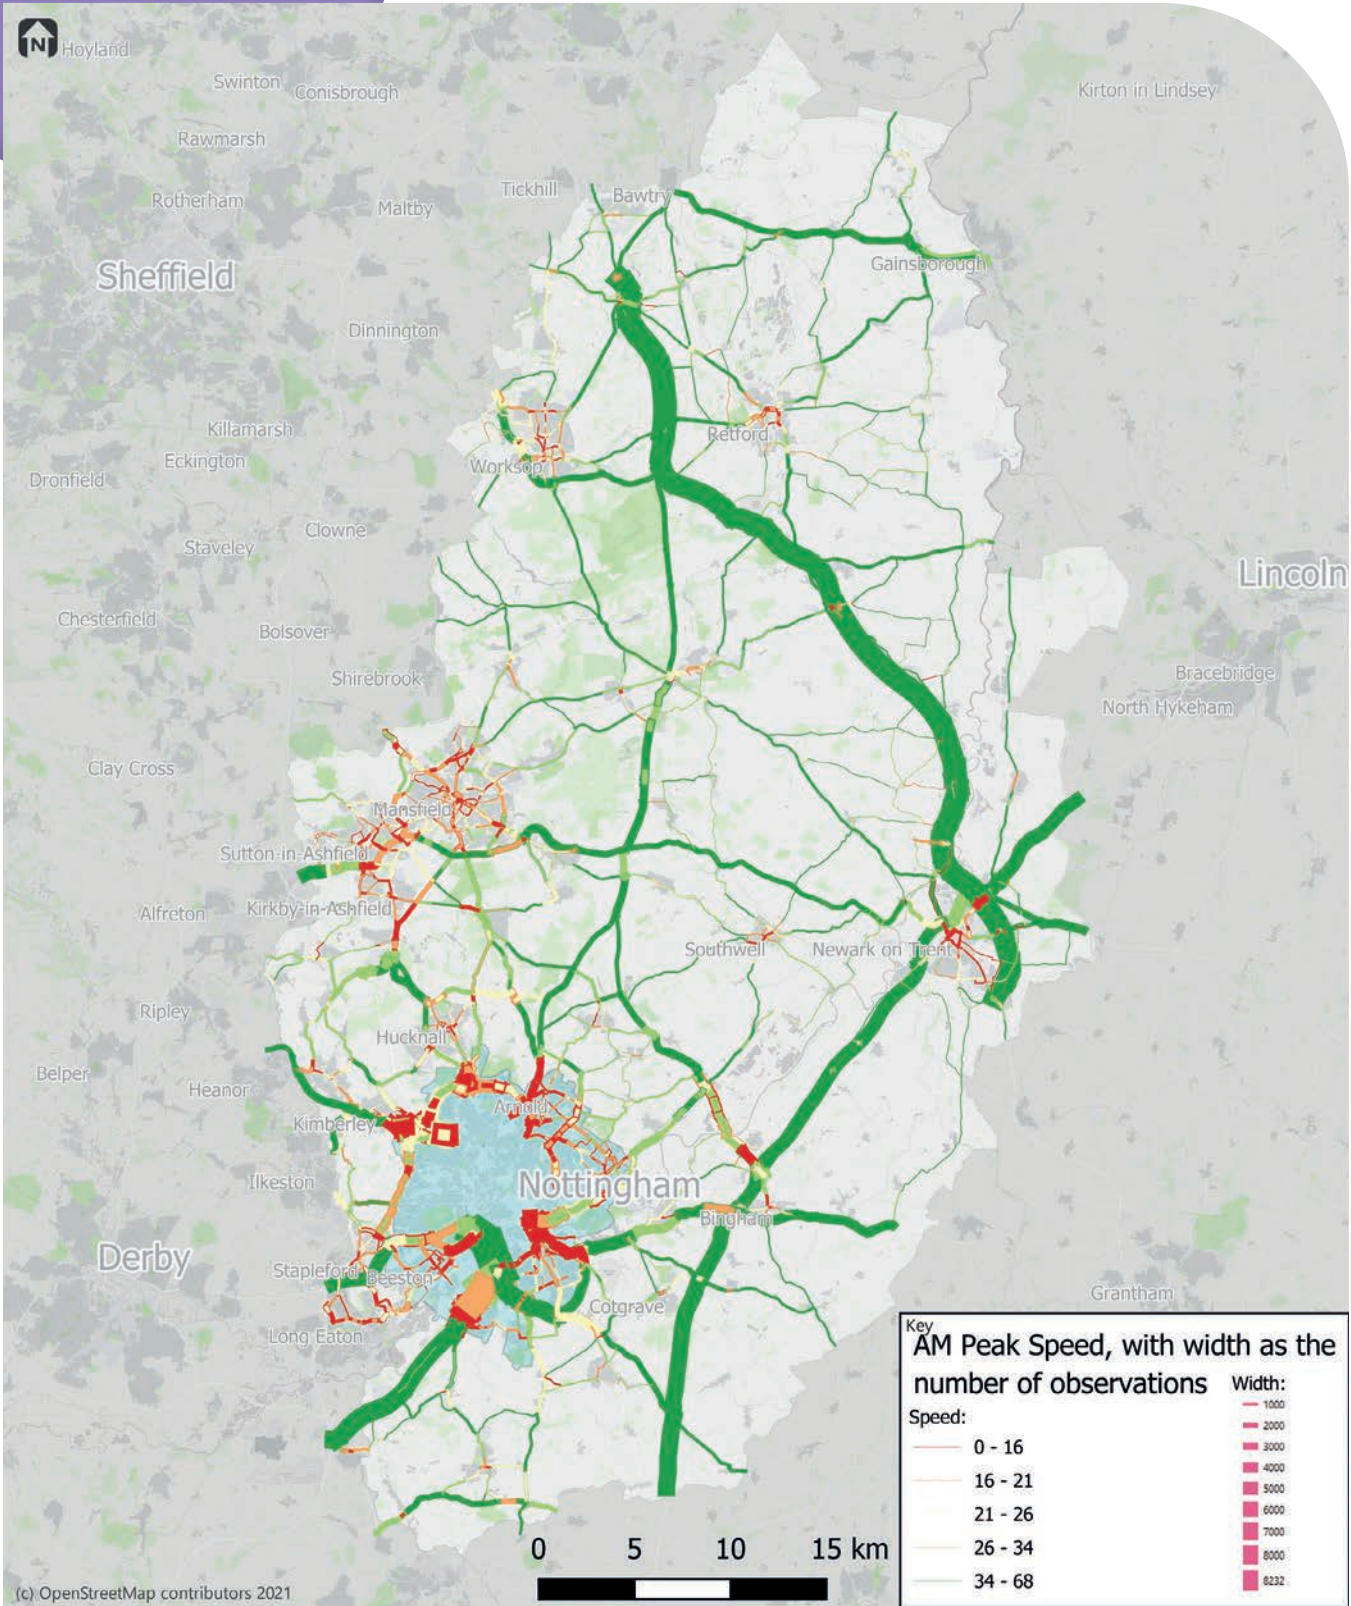 N
Hoyland
Swinton
Conisbrough
Kirton in Lindsey
Rawmarsh
Tickhill
Bawtry
Rotherham
Maltby
Sheffield
Gainsborough
Dinnington
Killamarsh
Retford
Eckington
Worksop
Dronfield
Clowne
Staveley
Lincoln
Chesterfield
Bolsover
Shirebrook
Bracebridge
North Hykeham
Clay Cross
Mansfield
Sutton-in-Ashfield
Alfreton
Kirkby-in-Ashfield
Southwell
Newark on Trent
Ripley
Hucknall
Belper
Heanor
Arnold
Kimberley
Ilkeston
Nottingham
Bingham
Derby
Stapleford
Beeston
Cotgrave
Grantham
Long Eaton
Key
AM Peak Speed, with width as the
number of observations
Speed:
0 - 16
16 - 21
21 - 26
26 - 34
34 - 68
Width:
1000
2000
3000
4000
5000
6000
7000
8000
8232
0 5 10 15 km
(c) OpenStreetMap contributors 2021